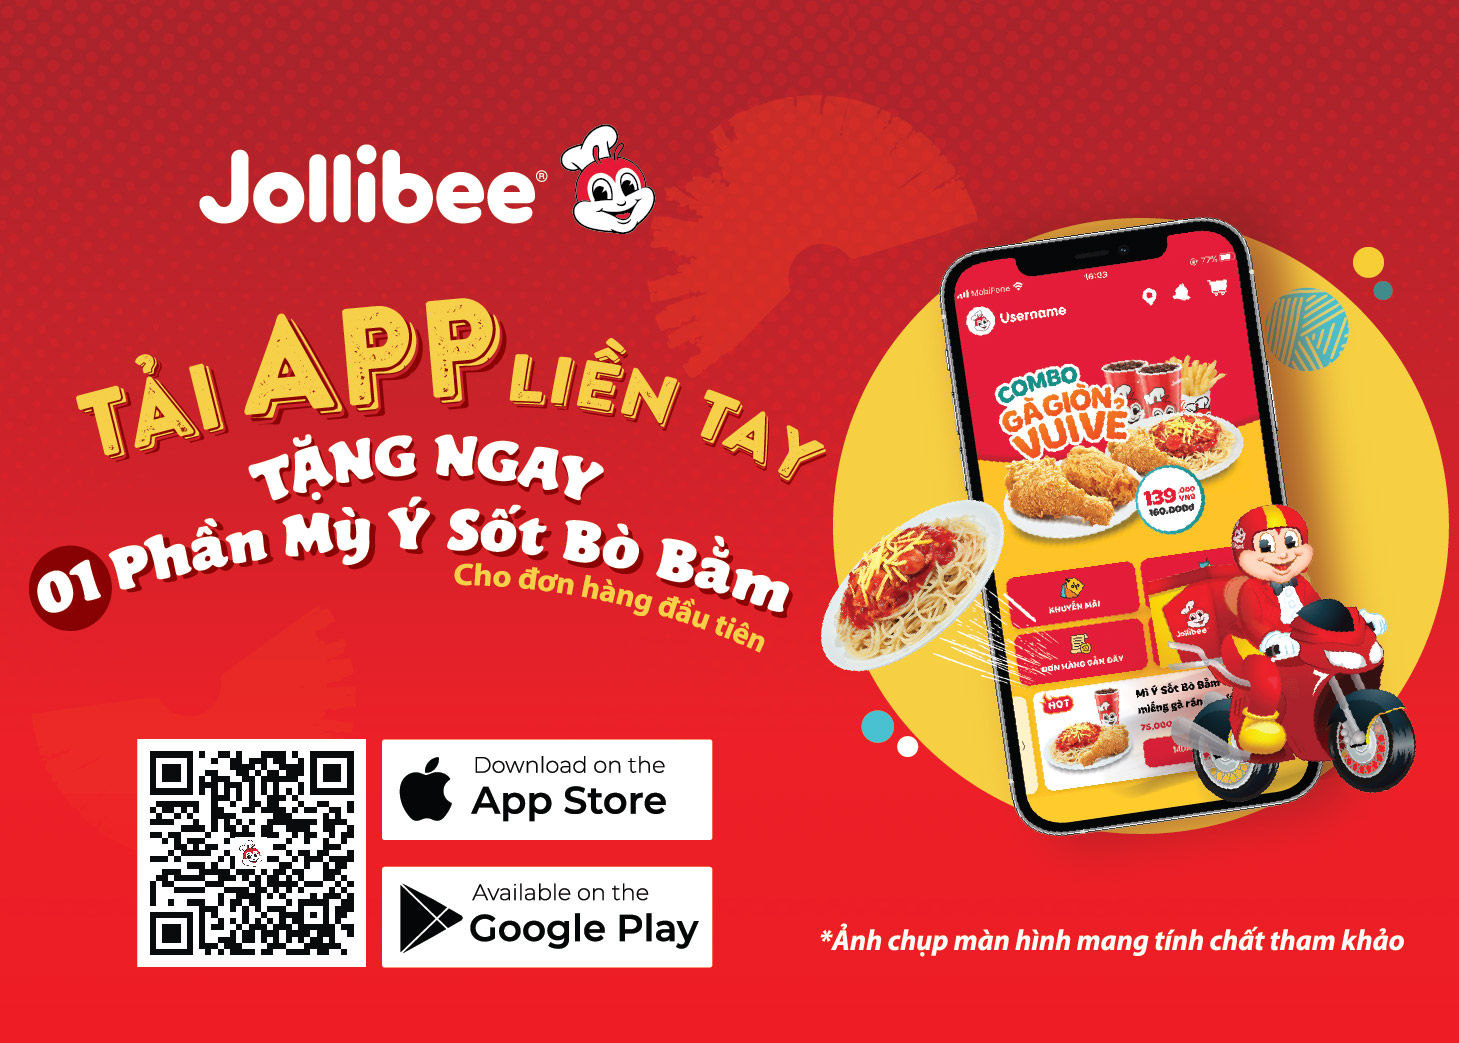 Jollibee®
TẢI APP LIỀN TAY
TẶNG NGAY
01 Phần Mỳ Ý Sốt Bò Bằm
Cho đơn hàng đầu tiên
Download on the
App Store
Available on the
Google Play
MobiFone
16:03
77%
Username
COMBO
GÀ GIÒN
VUI VẺ
139.000
VNĐ
160.000đ
KHUYẾN MÃI
ĐƠN HÀNG GẦN ĐÂY
Jollibee
HOT
Mì Ý Sốt Bò Bằm
miếng gà rán
75.000
*Ảnh chụp màn hình mang tính chất tham khảo